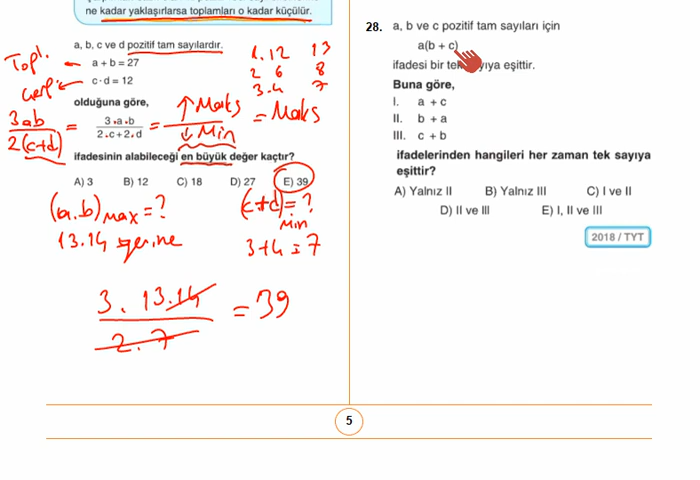 ne kadar yaklaşırlarsa toplamları o kadar küçülür.
a, b, c ve d pozitif tam sayılardır.
Topl. a + b = 27
c · d = 12
olduğuna göre,
3ab / 2(c+d) = 3.a.b / 2.c+2.d = ↑Maks / ↓Min = Maks
1.12 13
2 6 8
3.4 7
ifadesinin alabileceği en büyük değer kaçtır?
A) 3 B) 12 C) 18 D) 27 E) 39
(a.b) max = ?
13.14
(c+d) = ? Min
3+4 = 7
3.13.14 / 2.7 = 39
28. a, b ve c pozitif tam sayıları için
a(b + c)
ifadesi bir tek eşittir.
Buna göre,
I. a + c
II. b + a
III. c + b
ifadelerinden hangileri her zaman tek sayıya
eşittir?
A) Yalnız II B) Yalnız III C) I ve II
D) II ve III E) I, II ve III
2018 / TYT
5